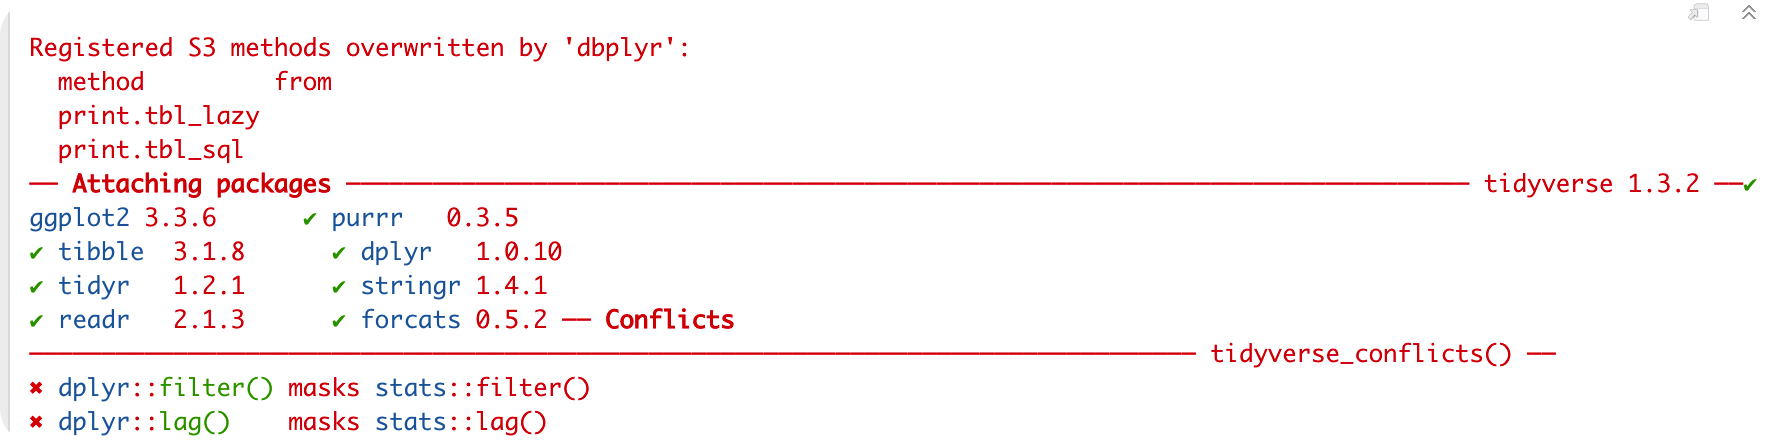 Registered S3 methods overwritten by 'dbplyr':
  method         from
  print.tbl_lazy
  print.tbl_sql
── Attaching packages ────────────────────────────────────────────────────────────────────────────── tidyverse 1.3.2 ──✔
ggplot2 3.3.6      ✔ purrr   0.3.5
✔ tibble  3.1.8      ✔ dplyr   1.0.10
✔ tidyr   1.2.1      ✔ stringr 1.4.1
✔ readr   2.1.3      ✔ forcats 0.5.2 ── Conflicts
───────────────────────────────────────────────────────────────────────────────── tidyverse_conflicts() ──
✖ dplyr::filter() masks stats::filter()
✖ dplyr::lag()    masks stats::lag()